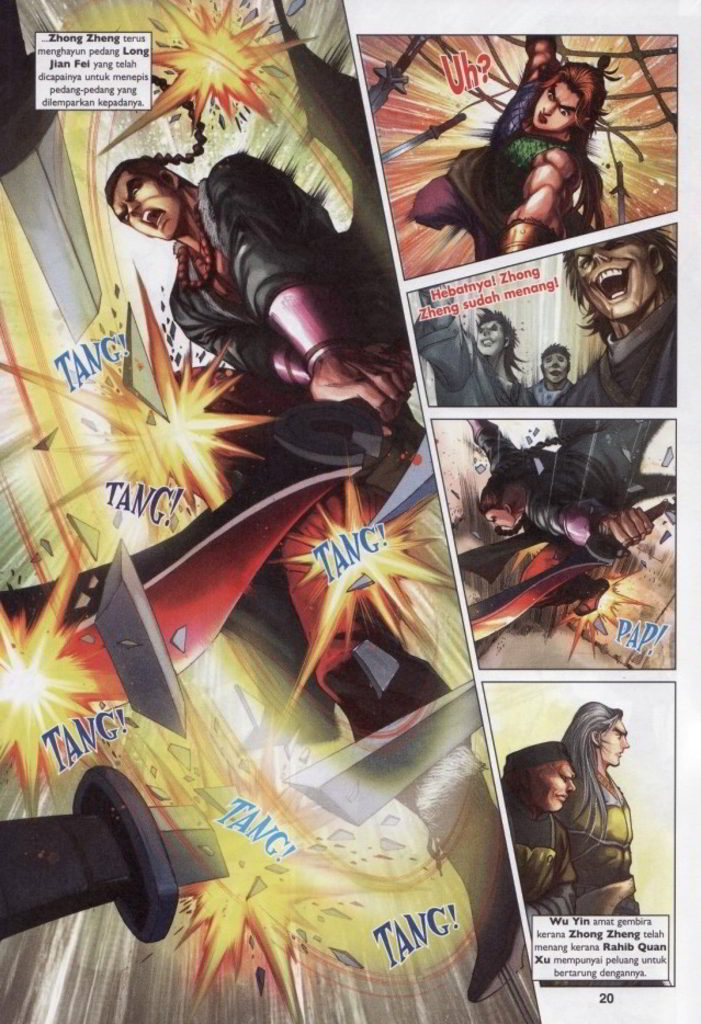 ...Zhong Zheng terus
menghayun pedang Long
Jian Fei yang telah
dicapainya untuk menepis
pedang-pedang yang
dilemparkan kepadanya.
TANG!
TANG!
TANG!
TANG!
TANG!
TANG!
Uh?
Hebatnya! Zhong
Zheng sudah menang!
PAP!
Wu Yin amat gembira
kerana Zhong Zheng telah
menang kerana Rahib Quan
Xu mempunyai peluang untuk
bertarung dengannya.
20